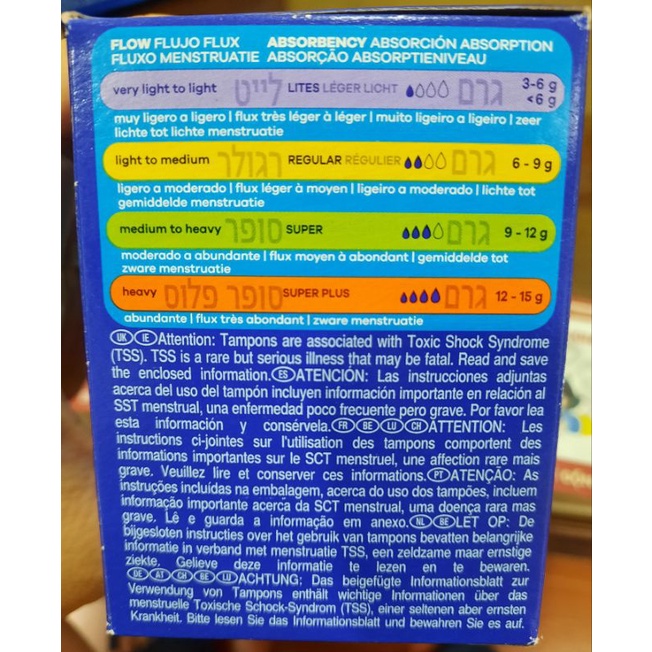 FLOW FLUJO FLUX ABSORBENCY ABSORCIÓN ABSORPTION
FLUXO MENSTRUATIE ABSORÇÃO ABSORPTIENIVEAU
very light to light לייט LITES LÉGER LICHT גרם 3-6 g
<6 g
muy ligero a ligero | flux très léger à léger | muito ligeiro a ligeiro | zeer
lichte tot lichte menstruatie
light to medium רגולר REGULAR RÉGULIER גרם 6 - 9 g
ligero a moderado | flux léger à moyen | ligeiro a moderado | lichte tot
gemiddelde menstruatie
medium to heavy סופר SUPER גרם 9 - 12 g
moderado a abundante | flux moyen à abondant | gemiddelde tot
zware menstruatie
heavy סופר פלוס SUPER PLUS גרם 12 - 15 g
abundante | flux très abondant | zware menstruatie
UK IE Attention: Tampons are associated with Toxic Shock Syndrome
(TSS). TSS is a rare but serious illness that may be fatal. Read and save
the enclosed information. ES ATENCIÓN: Las instrucciones adjuntas
acerca del uso del tampón incluyen información importante en relación al
SST menstrual, una enfermedad poco frecuente pero grave. Por favor lea
esta información y consérvela. FR BE LU CH ATTENTION: Les
instructions ci-jointes sur l'utilisation des tampons comportent des
informations importantes sur le SCT menstruel, une affection rare mais
grave. Veuillez lire et conserver ces informations. PT ATENÇÃO: As
instruções incluídas na embalagem, acerca do uso dos tampões, incluem
informação importante acerca da SCT menstrual, uma doença rara mas
grave. Lê e guarda a informação em anexo. NL BE LET OP: De
bijgesloten instructies over het gebruik van tampons bevatten belangrijke
informatie in verband met menstruatie TSS, een zeldzame maar ernstige
ziekte. Gelieve deze informatie te lezen en te bewaren.
DE AT CH BE LU ACHTUNG: Das beigefügte Informationsblatt zur
Verwendung von Tampons enthält wichtige Informationen über das
menstruelle Toxische Schock-Syndrom (TSS), einer seltenen aber ernsten
Krankheit. Bitte lesen Sie das Informationsblatt und bewahren Sie es auf.